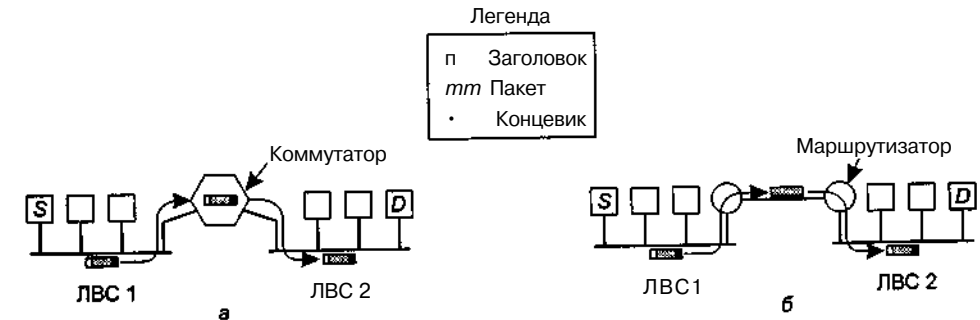 Легенда
п Заголовок
mm Пакет
· Концевик
Коммутатор
Маршрутизатор
S
D
S
D
ЛВС 1
ЛВС 2
ЛВС1
ЛВС 2
а
б